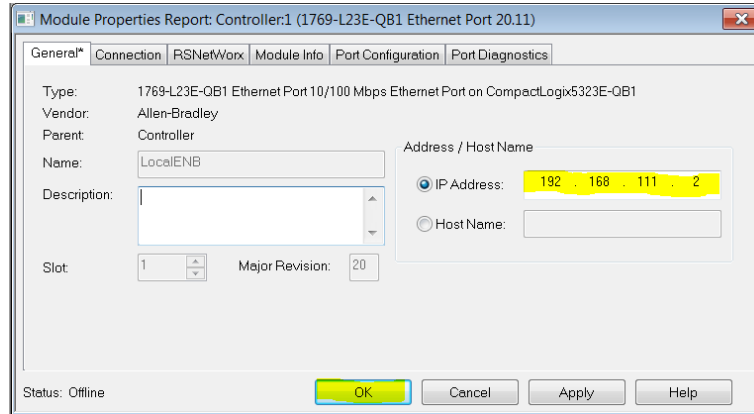 Module Properties Report: Controller:1 (1769-L23E-QB1 Ethernet Port 20.11)
General* Connection RSNetWorx Module Info Port Configuration Port Diagnostics
Type: 1769-L23E-QB1 Ethernet Port 10/100 Mbps Ethernet Port on CompactLogix5323E-QB1
Vendor: Allen-Bradley
Parent: Controller
Address / Host Name
Name: LocalENB
IP Address: 192 . 168 . 111 . 2
Description:
Host Name:
Slot: 1 Major Revision: 20
Status: Offline OK Cancel Apply Help